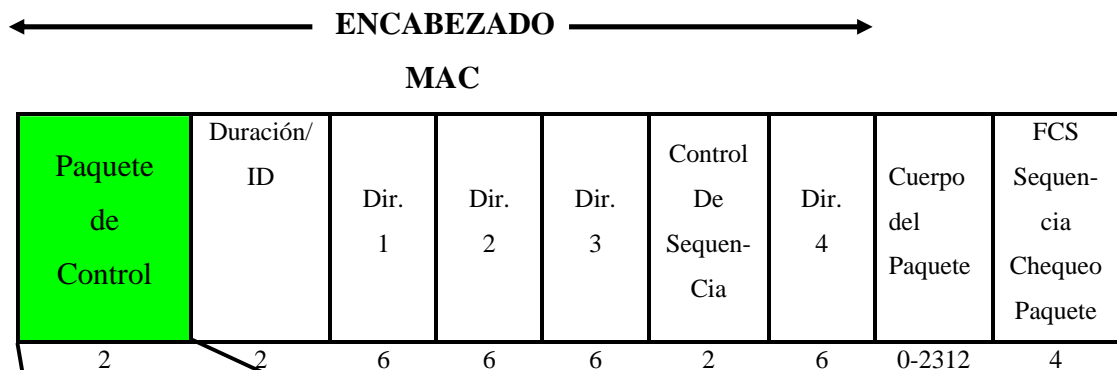 ENCABEZADO
MAC
Paquete
de
Control
Duración/
ID
Dir.
1
Dir.
2
Dir.
3
Control
De
Sequen-
Cia
Dir.
4
Cuerpo
del
Paquete
FCS
Sequen-
cia
Chequeo
Paquete
2 2 6 6 6 2 6 0-2312 4